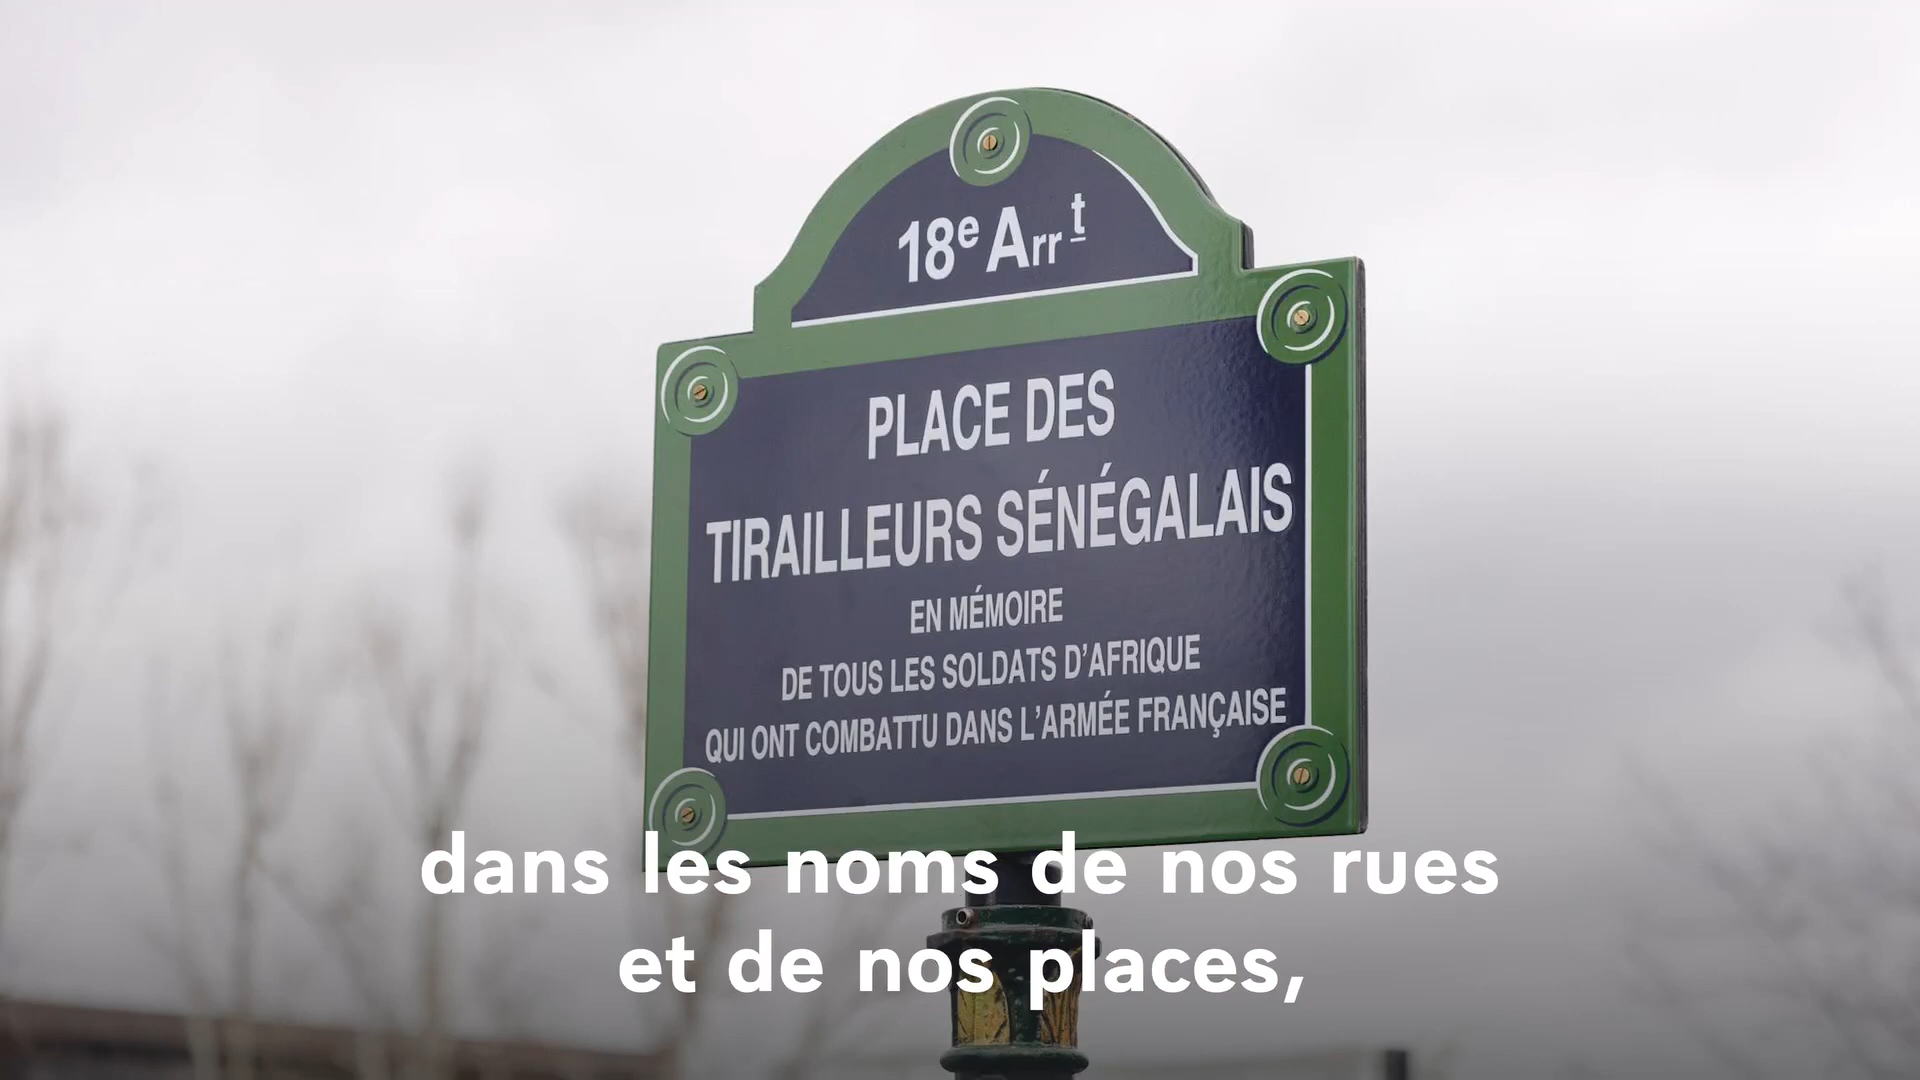 18e Arrt
PLACE DES
TIRAILLEURS SÉNÉGALAIS
EN MÉMOIRE
DE TOUS LES SOLDATS D'AFRIQUE
QUI ONT COMBATTU DANS L'ARMÉE FRANÇAISE
dans les noms de nos rues
et de nos places,